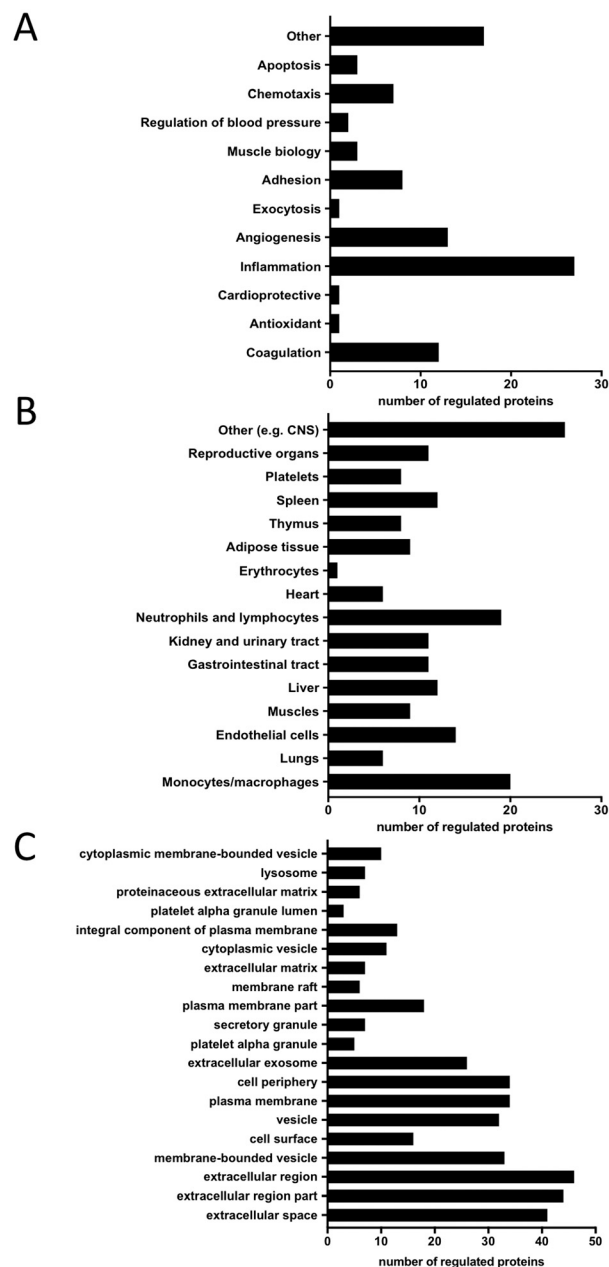 A
Other
Apoptosis
Chemotaxis
Regulation of blood pressure
Muscle biology
Adhesion
Exocytosis
Angiogenesis
Inflammation
Cardioprotective
Antioxidant
Coagulation
0 10 20 30
number of regulated proteins
B
Other (e.g. CNS)
Reproductive organs
Platelets
Spleen
Thymus
Adipose tissue
Erythrocytes
Heart
Neutrophils and lymphocytes
Kidney and urinary tract
Gastrointestinal tract
Liver
Muscles
Endothelial cells
Lungs
Monocytes/macrophages
0 10 20 30
number of regulated proteins
C
cytoplasmic membrane-bounded vesicle
lysosome
proteinaceous extracellular matrix
platelet alpha granule lumen
integral component of plasma membrane
cytoplasmic vesicle
extracellular matrix
membrane raft
plasma membrane part
secretory granule
platelet alpha granule
extracellular exosome
cell periphery
plasma membrane
vesicle
cell surface
membrane-bounded vesicle
extracellular region
extracellular region part
extracellular space
0 10 20 30 40 50
number of regulated proteins